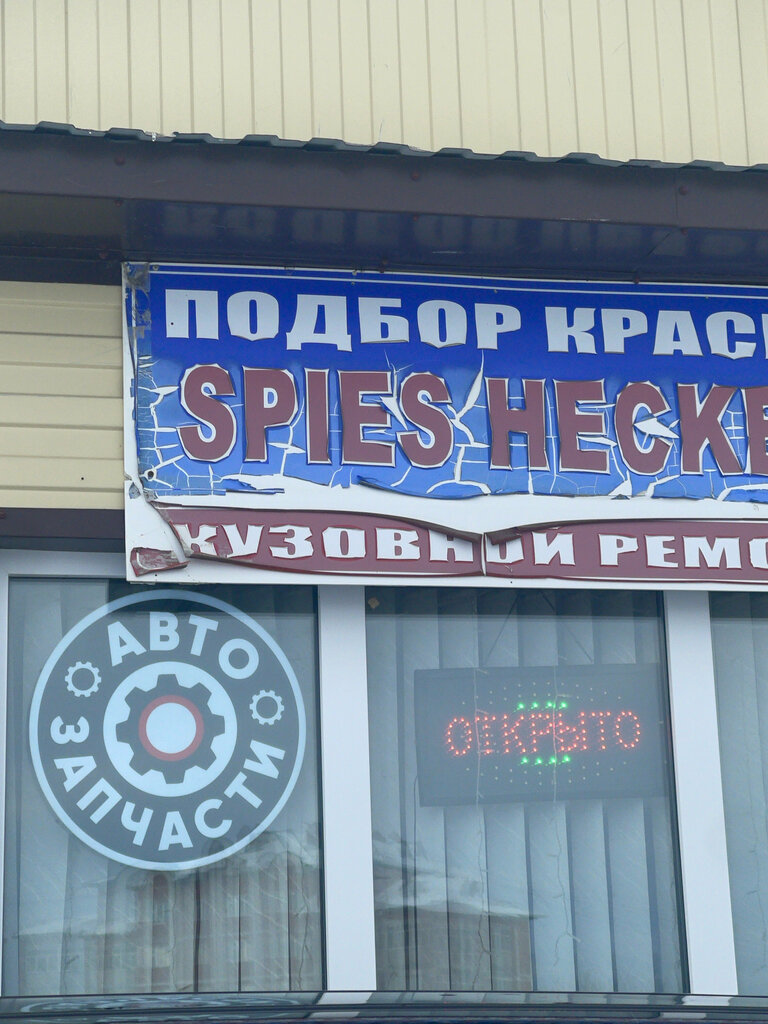 ПОДБОР КРАС
SPIES HECKE
КУЗОВНОЙ РЕМО
АВТО
ЗАПЧАСТИ
ОТКРЫТО